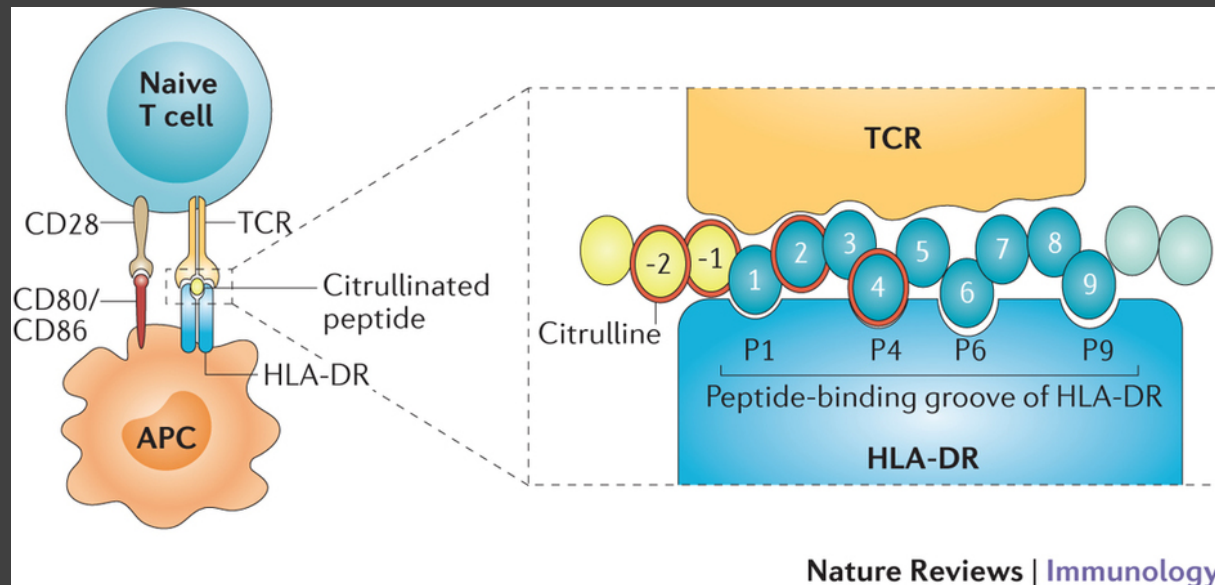 Naive
T cell
CD28
TCR
CD80/
CD86
Citrullinated
peptide
HLA-DR
APC
TCR
-2
-1
1
2
3
4
5
6
7
8
9
Citrulline
P1 P4 P6 P9
Peptide-binding groove of HLA-DR
HLA-DR
Nature Reviews | Immunology